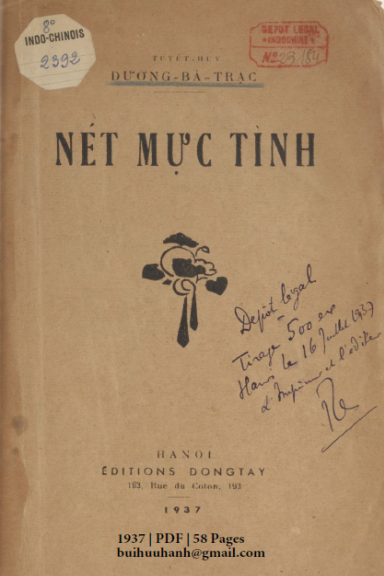 8°
INDO-CHINOIS
2392
DEPOT LEGAL
INDOCHINE
Nº 23.184
TUYẾT-HUY
DƯƠNG-BÁ-TRẠC
NÉT MỰC TÌNH
Depôt légal
Tirage 500 ex
Hanoi le 16 Juillet 1937
L'Imprimeur et l'éditeur
HANOI
ÉDITIONS DONGTAY
193, Rue du Coton, 193
1937
1937 | PDF | 58 Pages
buihuuhanh@gmail.com